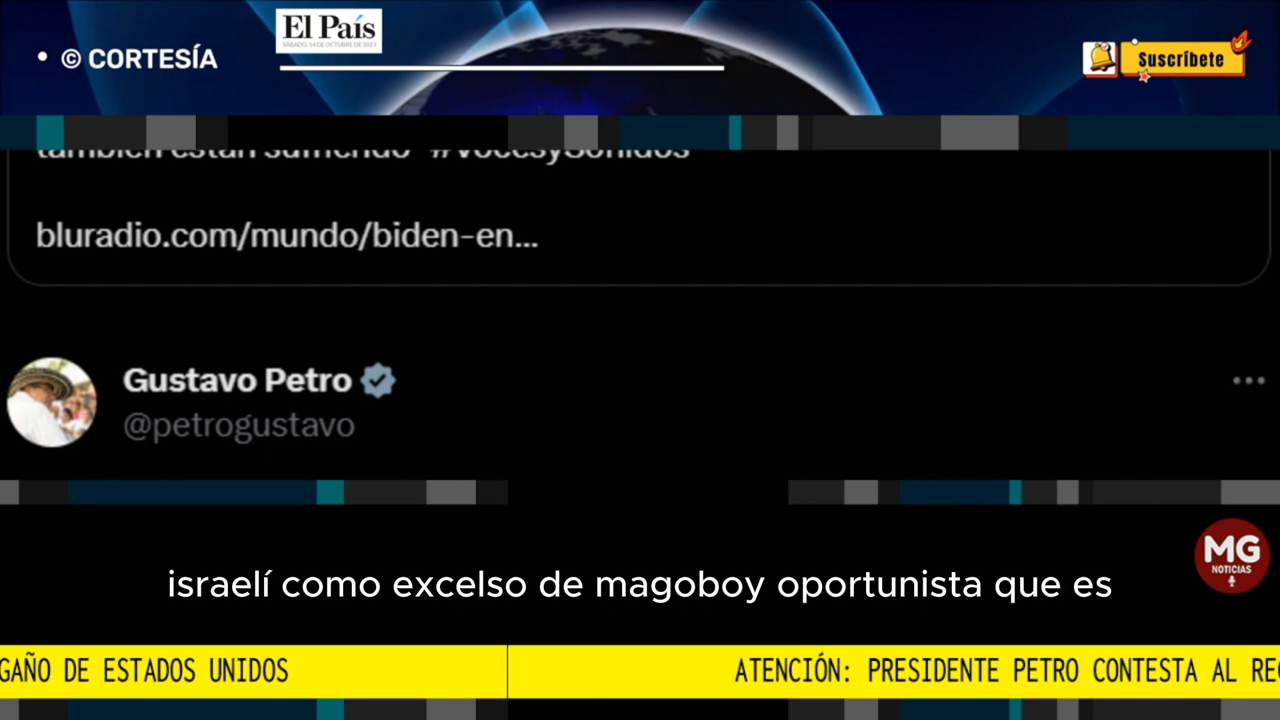 • © CORTESÍA
El País
SÁBADO, 14 DE OCTUBRE DE 2023
Suscríbete
también están sufriendo" #VocesySonidos
bluradio.com/mundo/biden-en...
Gustavo Petro
@petrogustavo
israelí como excelso de magoboy oportunista que es
MG
NOTICIAS
GAÑO DE ESTADOS UNIDOS
ATENCIÓN: PRESIDENTE PETRO CONTESTA AL REG